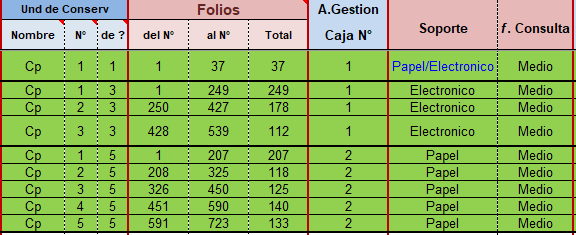 Und de Conserv Folios A.Gestion Soporte ƒ. Consulta
Nombre N° de ? del N° al N° Total Caja N°
Cp 1 1 1 37 37 1 Papel/Electronico Medio
Cp 1 3 1 249 249 1 Electronico Medio
Cp 2 3 250 427 178 1 Electronico Medio
Cp 3 3 428 539 112 1 Electronico Medio
Cp 1 5 1 207 207 2 Papel Medio
Cp 2 5 208 325 118 2 Papel Medio
Cp 3 5 326 450 125 2 Papel Medio
Cp 4 5 451 590 140 2 Papel Medio
Cp 5 5 591 723 133 2 Papel Medio